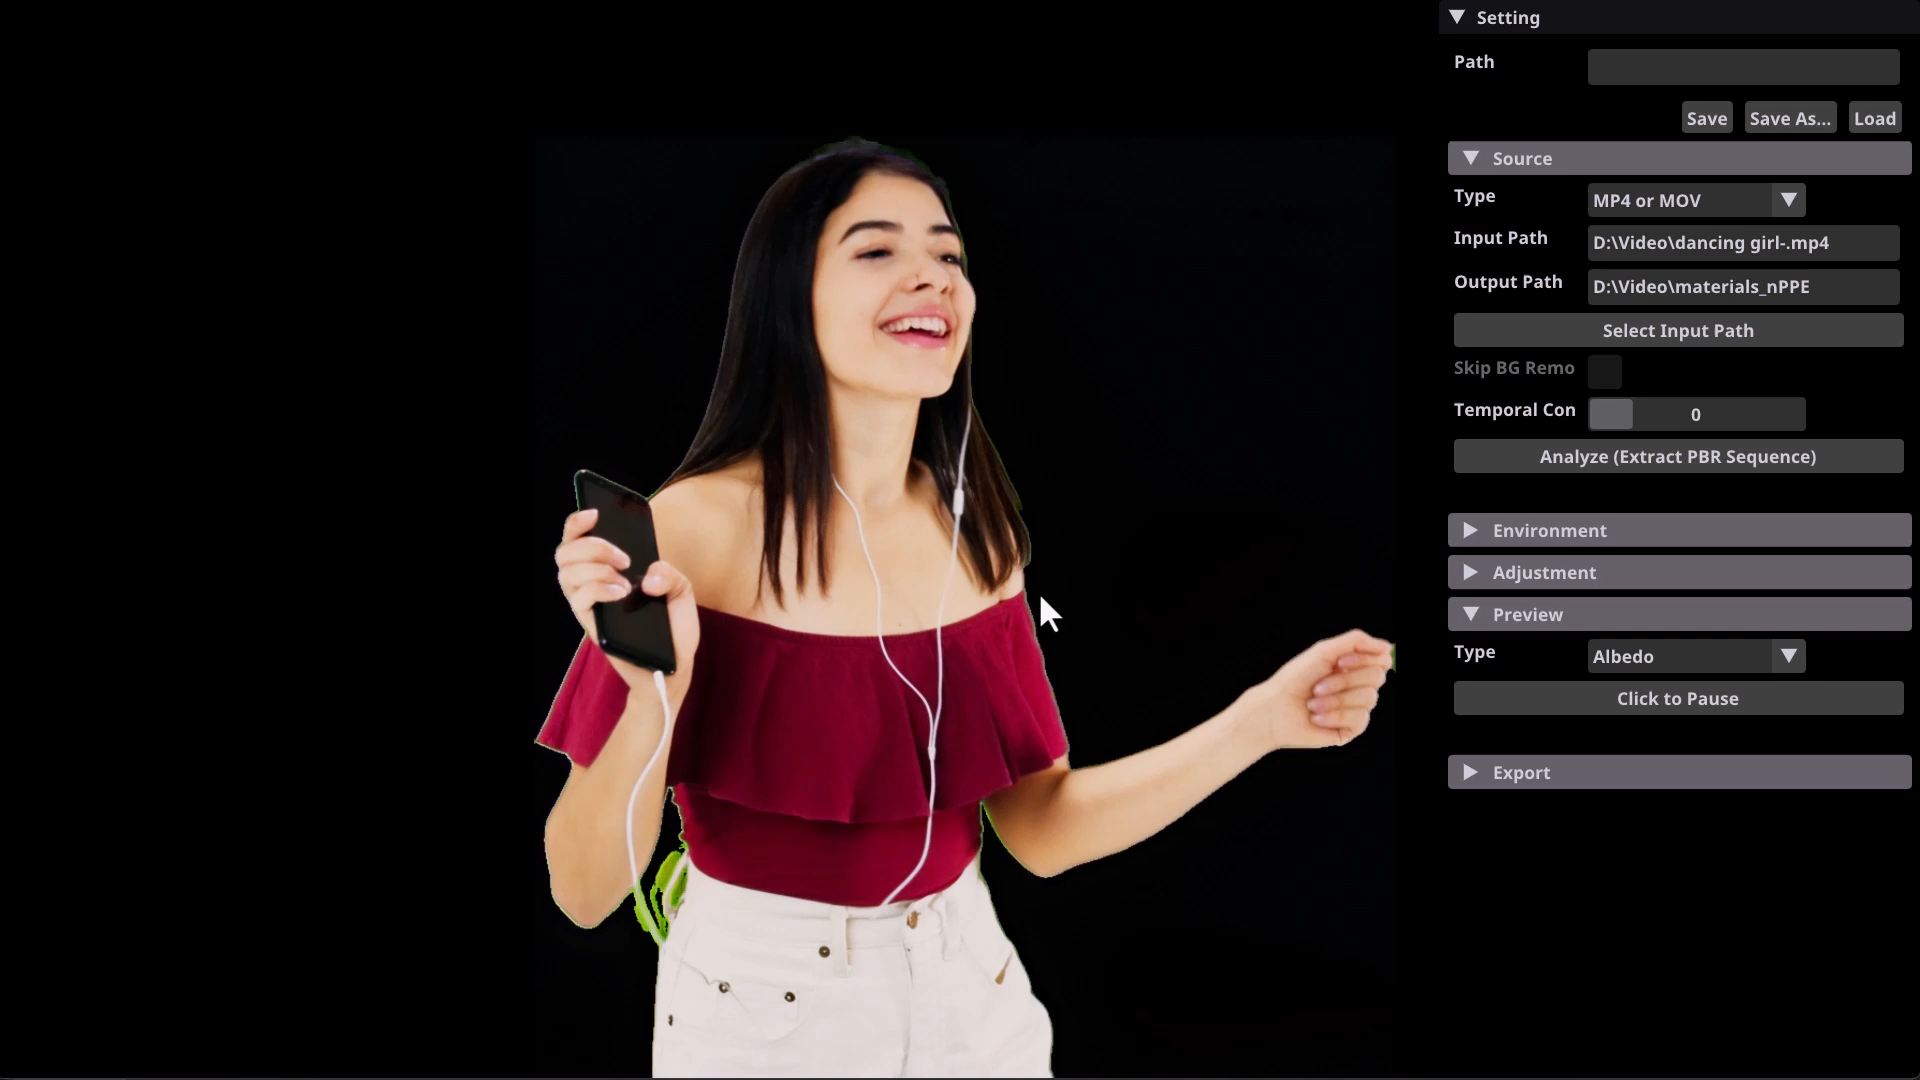 Setting
Path
Save Save As... Load
Source
Type MP4 or MOV
Input Path D:\Video\dancing girl-.mp4
Output Path D:\Video\materials_nPPE
Select Input Path
Skip BG Remo
Temporal Con 0
Analyze (Extract PBR Sequence)
Environment
Adjustment
Preview
Type Albedo
Click to Pause
Export